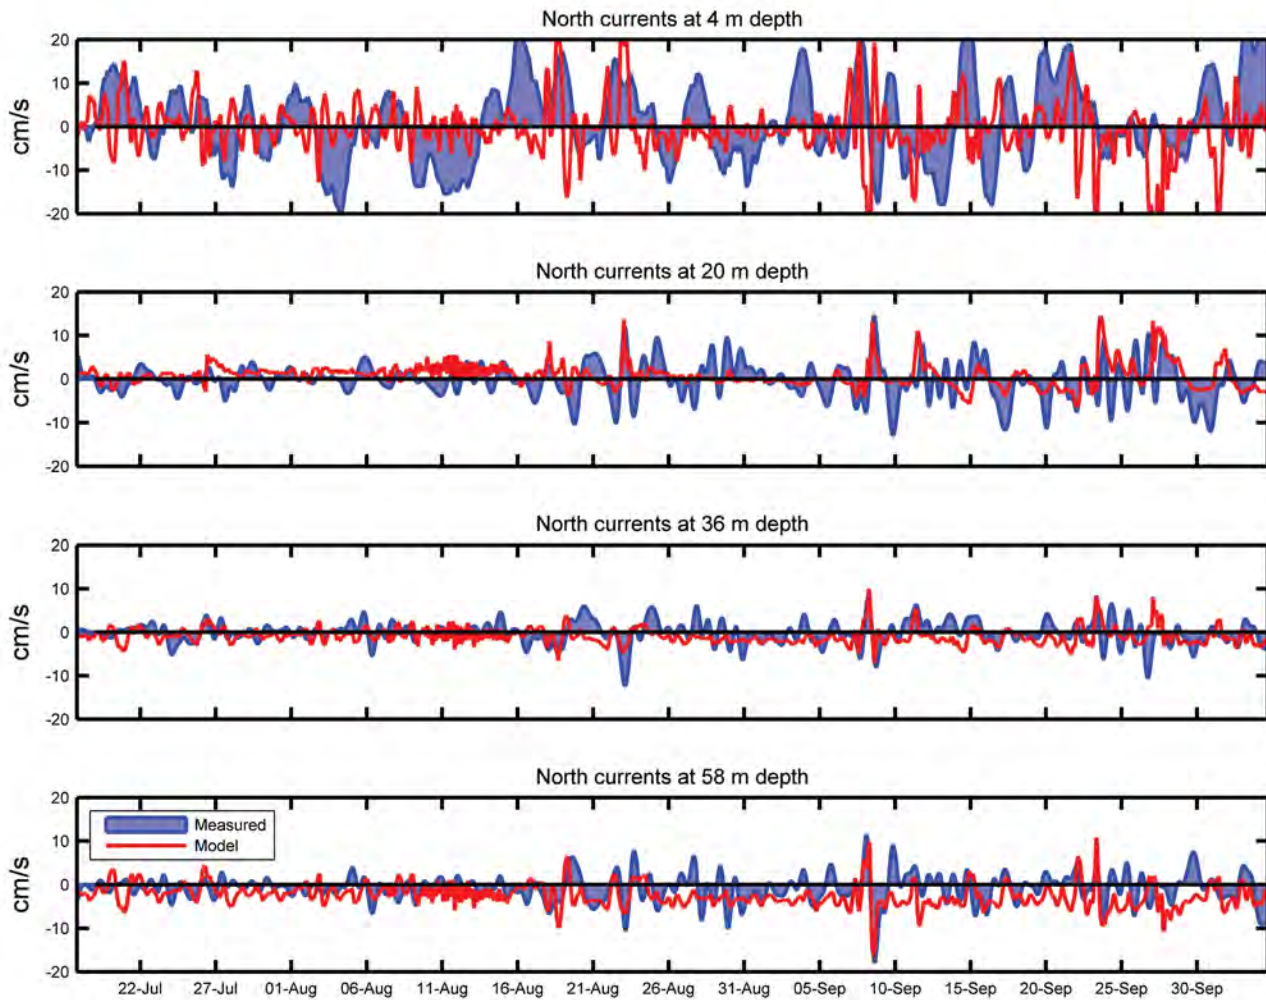 North currents at 4 m depth
20
10
0
-10
-20
cm/s
North currents at 20 m depth
20
10
0
-10
-20
cm/s
North currents at 36 m depth
20
10
0
-10
-20
cm/s
North currents at 58 m depth
20
10
0
-10
-20
cm/s
Measured
Model
22-Jul 27-Jul 01-Aug 06-Aug 11-Aug 16-Aug 21-Aug 26-Aug 31-Aug 05-Sep 10-Sep 15-Sep 20-Sep 25-Sep 30-Sep